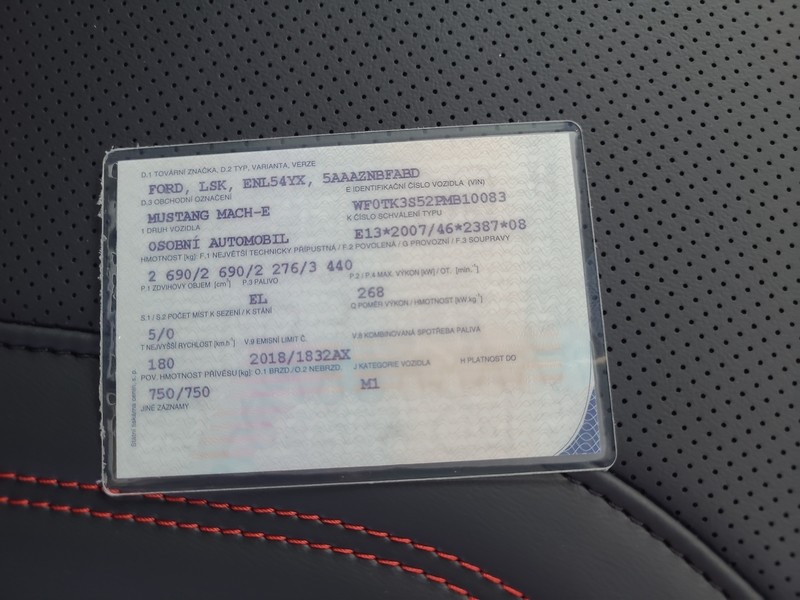 D.1 TOVÁRNÍ ZNAČKA, D.2 TYP, VARIANTA, VERZE
FORD, LSK, ENL54YX, 5AAAZNBFABD
D.3 OBCHODNÍ OZNAČENÍ E IDENTIFIKAČNÍ ČÍSLO VOZIDLA (VIN)
MUSTANG MACH-E WF0TK3S52PMB10083
1 DRUH VOZIDLA K ČÍSLO SCHVÁLENÍ TYPU
OSOBNÍ AUTOMOBIL E13*2007/46*2387*08
HMOTNOST [kg]: F.1 NEJVĚTŠÍ TECHNICKY PŘÍPUSTNÁ / F.2 POVOLENÁ / G PROVOZNÍ / F.3 SOUPRAVY
2 690/2 690/2 276/3 440
P.1 ZDVIHOVÝ OBJEM [cm³] P.3 PALIVO P.2 / P.4 MAX. VÝKON [kW] / OT. [min.⁻¹]
EL 268
S.1 / S.2 POČET MÍST K SEZENÍ / K STÁNÍ Q POMĚR VÝKON / HMOTNOST [kW.kg⁻¹]
5/0
T NEJVYŠŠÍ RYCHLOST [km.h⁻¹] V.9 EMISNÍ LIMIT Č. V.8 KOMBINOVANÁ SPOTŘEBA PALIVA
180 2018/1832AX
POV. HMOTNOST PŘÍVĚSU [kg]: O.1 BRZD./O.2 NEBRZD. J KATEGORIE VOZIDLA H PLATNOST DO
750/750 M1
JINÉ ZÁZNAMY
Státní tiskárna cenin, s. p.